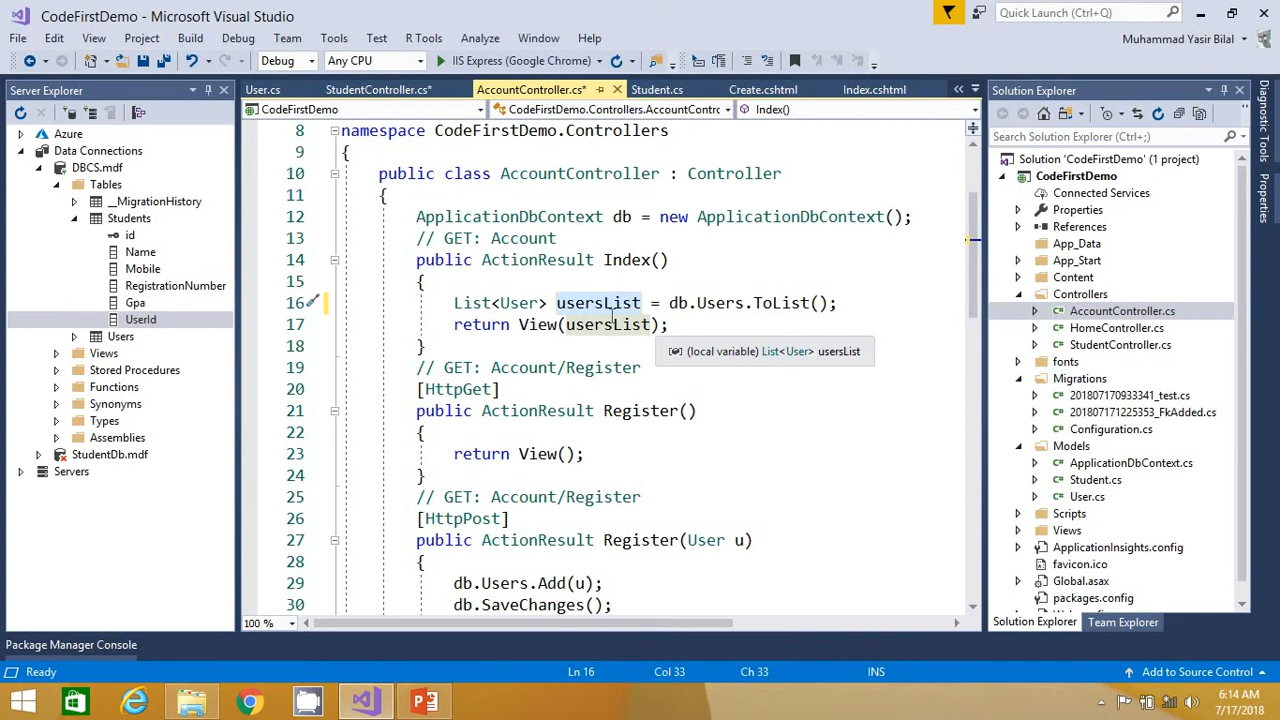 CodeFirstDemo - Microsoft Visual Studio
Quick Launch (Ctrl+Q)
File Edit View Project Build Debug Team Tools Test R Tools Analyze Window Help
Muhammad Yasir Bilal
Debug Any CPU IIS Express (Google Chrome)
Server Explorer
User.cs StudentController.cs* AccountController.cs* Student.cs Create.cshtml Index.cshtml
Solution Explorer
CodeFirstDemo CodeFirstDemo.Controllers.AccountContr Index()
Search Solution Explorer (Ctrl+;)
Azure
Data Connections
DBCS.mdf
Tables
__MigrationHistory
Students
id
Name
Mobile
RegistrationNumber
Gpa
UserId
Users
Views
Stored Procedures
Functions
Synonyms
Types
Assemblies
StudentDb.mdf
Servers
8 namespace CodeFirstDemo.Controllers
9 {
10 public class AccountController : Controller
11 {
12 ApplicationDbContext db = new ApplicationDbContext();
13 // GET: Account
14 public ActionResult Index()
15 {
16 List<User> usersList = db.Users.ToList();
17 return View(usersList);
(local variable) List<User> usersList
18 }
19 // GET: Account/Register
20 [HttpGet]
21 public ActionResult Register()
22 {
23 return View();
24 }
25 // GET: Account/Register
26 [HttpPost]
27 public ActionResult Register(User u)
28 {
29 db.Users.Add(u);
30 db.SaveChanges();
100 %
Solution 'CodeFirstDemo' (1 project)
CodeFirstDemo
Connected Services
Properties
References
App_Data
App_Start
Content
Controllers
AccountController.cs
HomeController.cs
StudentController.cs
fonts
Migrations
201807170933341_test.cs
201807171225353_FkAdded.cs
Configuration.cs
Models
ApplicationDbContext.cs
Student.cs
User.cs
Scripts
Views
ApplicationInsights.config
favicon.ico
Global.asax
packages.config
Solution Explorer Team Explorer
Diagnostic Tools
Properties
Package Manager Console
Ready Ln 16 Col 33 Ch 33 INS Add to Source Control
6:14 AM
7/17/2018